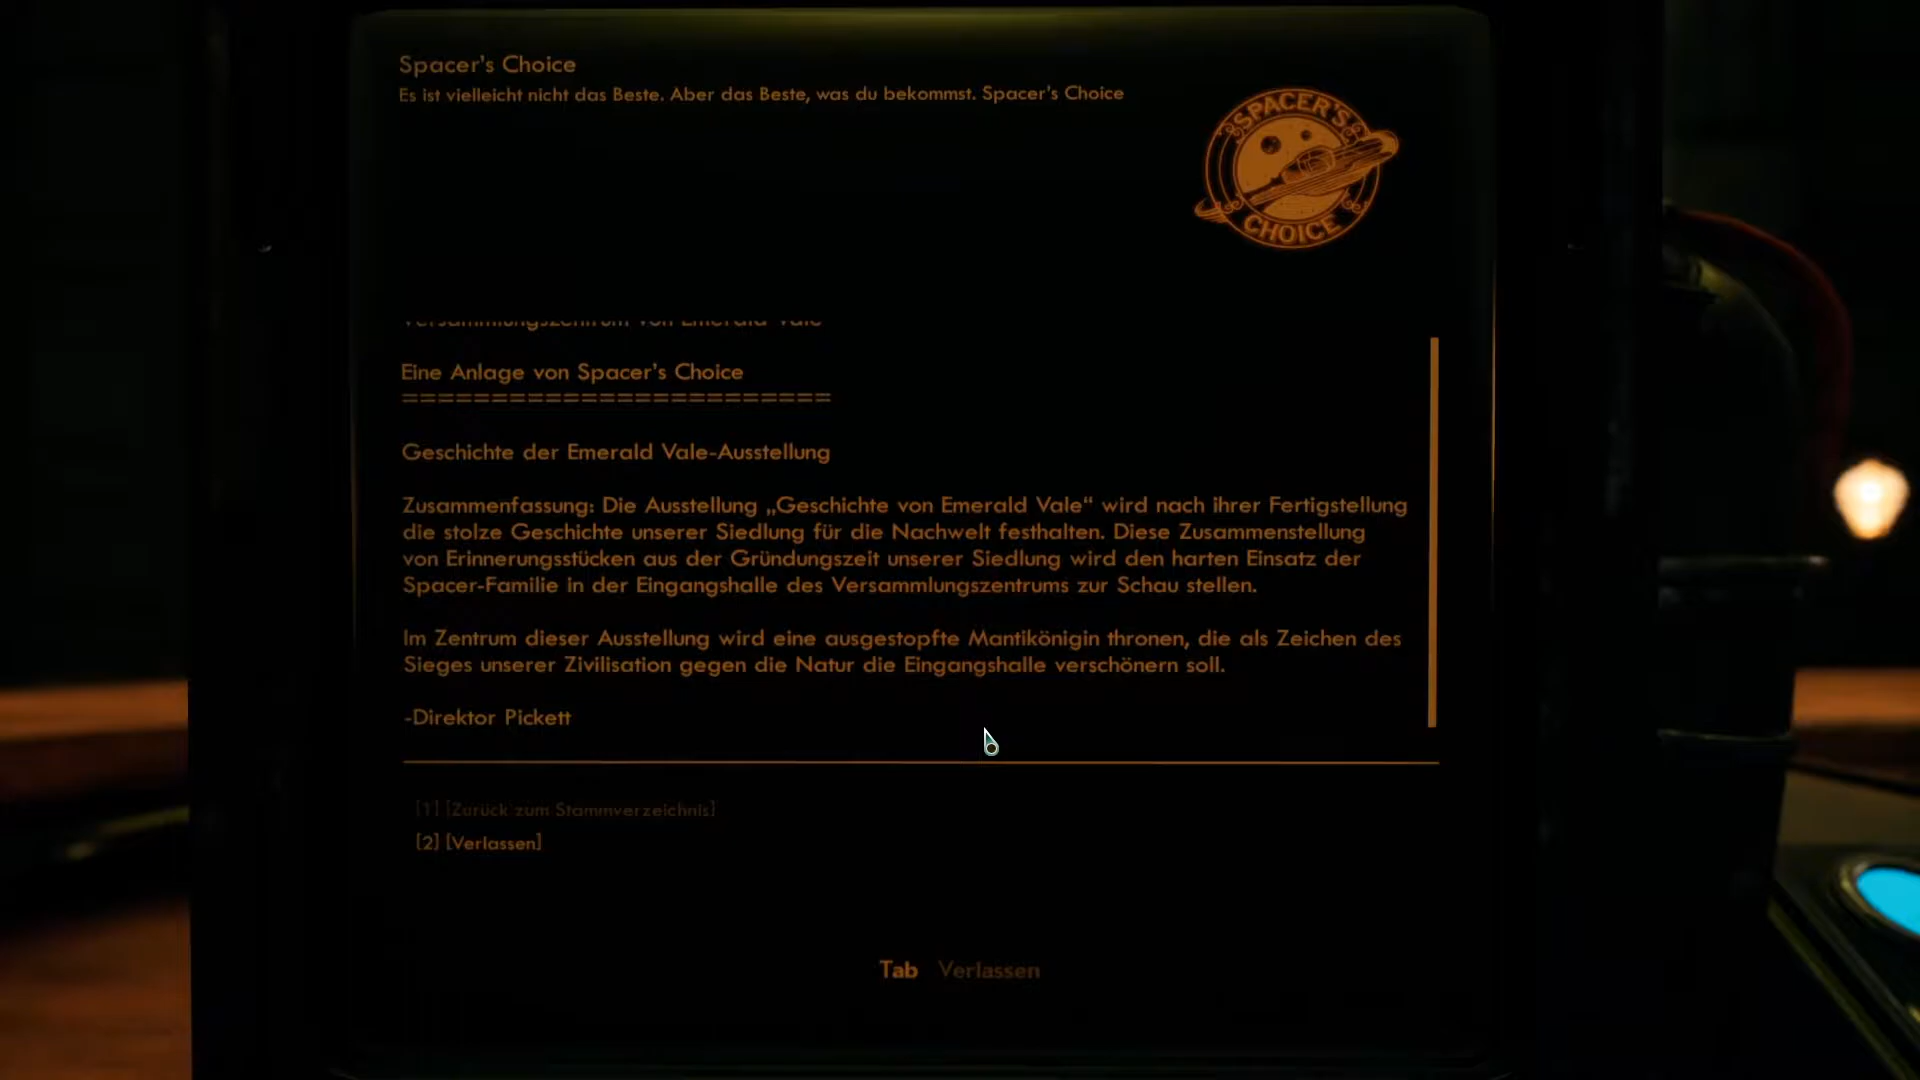 Spacer's Choice
Es ist vielleicht nicht das Beste. Aber das Beste, was du bekommst. Spacer's Choice
SPACER'S
CHOICE
Versammlungszentrum von Emerald Vale
Eine Anlage von Spacer's Choice
========================
Geschichte der Emerald Vale-Ausstellung
Zusammenfassung: Die Ausstellung „Geschichte von Emerald Vale“ wird nach ihrer Fertigstellung
die stolze Geschichte unserer Siedlung für die Nachwelt festhalten. Diese Zusammenstellung
von Erinnerungsstücken aus der Gründungszeit unserer Siedlung wird den harten Einsatz der
Spacer-Familie in der Eingangshalle des Versammlungszentrums zur Schau stellen.
Im Zentrum dieser Ausstellung wird eine ausgestopfte Mantikönigin thronen, die als Zeichen des
Sieges unserer Zivilisation gegen die Natur die Eingangshalle verschönern soll.
-Direktor Pickett
[1] [Zurück zum Stammverzeichnis]
[2] [Verlassen]
Tab Verlassen